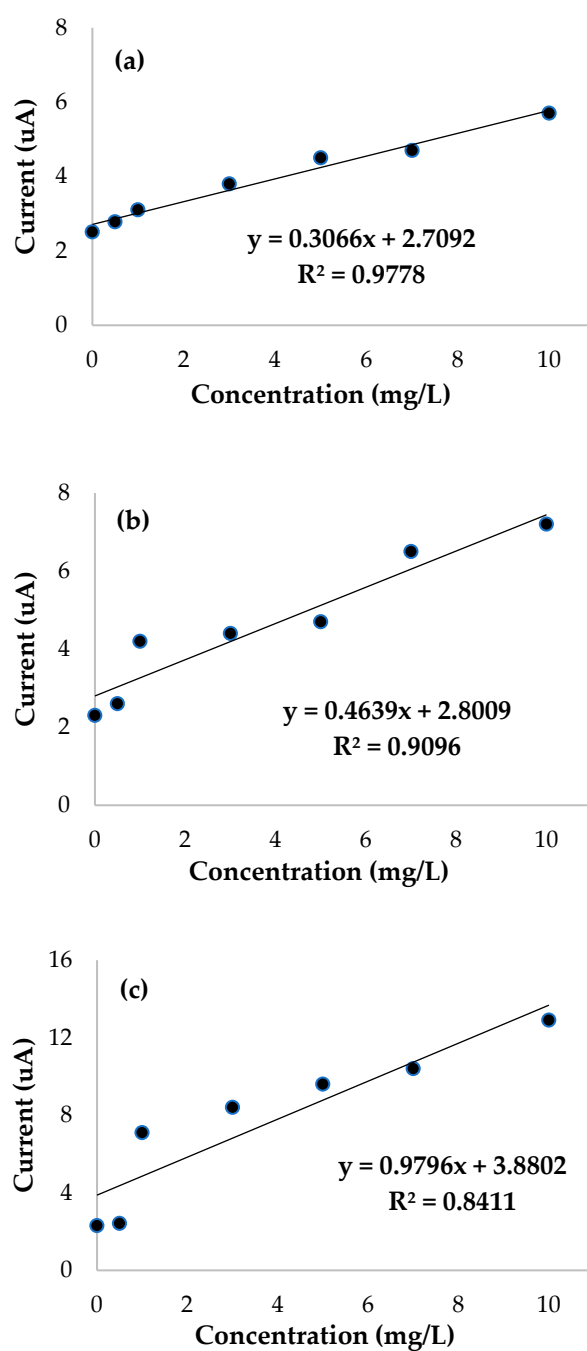 (a)
Current (uA)
8
6
4
2
0
y = 0.3066x + 2.7092
R² = 0.9778
0 2 4 6 8 10
Concentration (mg/L)
(b)
Current (uA)
8
6
4
2
0
y = 0.4639x + 2.8009
R² = 0.9096
0 2 4 6 8 10
Concentration (mg/L)
(c)
Current (uA)
16
12
8
4
0
y = 0.9796x + 3.8802
R² = 0.8411
0 2 4 6 8 10
Concentration (mg/L)